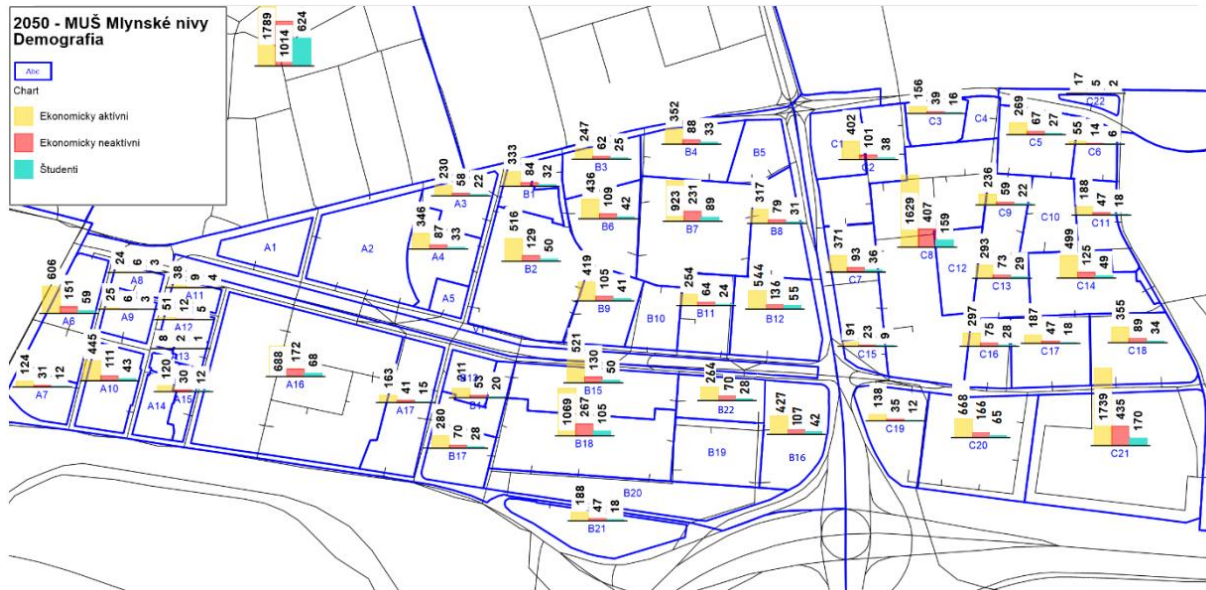 2050 - MUŠ Mlynské nivy
Demografia
Abc
Chart
Ekonomicky aktívni
Ekonomicky neaktívni
Študenti
1789 1014 624
17 5 2
C22
156 39 16
C3
C4
269 67 27
C5
55 14 6
C6
352 88 33
B4
B5
402 101 38
C1
C2
247 62 25
B3
333 84 32
B1
230 58 22
A3
236 59 22
C9
C10
188 47 18
C11
436 109 42
B6
923 231 89
B7
317 79 31
B8
1629 407 159
C8
346 87 33
A4
516 129 50
B2
A1
A2
A5
371 93 36
C7
C12
293 73 29
C13
499 125 49
C14
606 151 59
A6
24 6 3
A8
38 9 4
A11
25 6 3
A9
51 12 5
A12
8 2 1
A13
419 105 41
B9
B10
254 64 24
B11
544 136 55
B12
91 23 9
C15
297 75 28
C16
187 47 18
C17
355 89 34
C18
124 31 12
A7
445 111 43
A10
120 30 12
A14
A15
688 172 68
A16
163 41 15
A17
53 20
280 70 28
B17
521 130 50
B15
1069 267 105
B18
264 70 28
B22
427 107 42
B16
B19
B20
188 47 18
B21
138 35 12
C19
668 166 65
C20
1739 435 170
C21